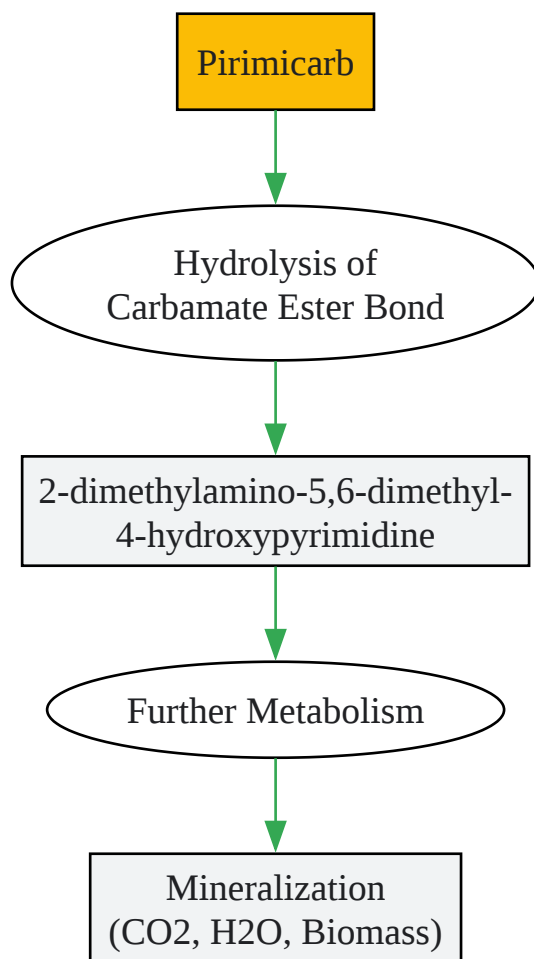 Pirimicarb
Hydrolysis of
Carbamate Ester Bond
2-dimethylamino-5,6-dimethyl-
4-hydroxypyrimidine
Further Metabolism
Mineralization
(CO2, H2O, Biomass)